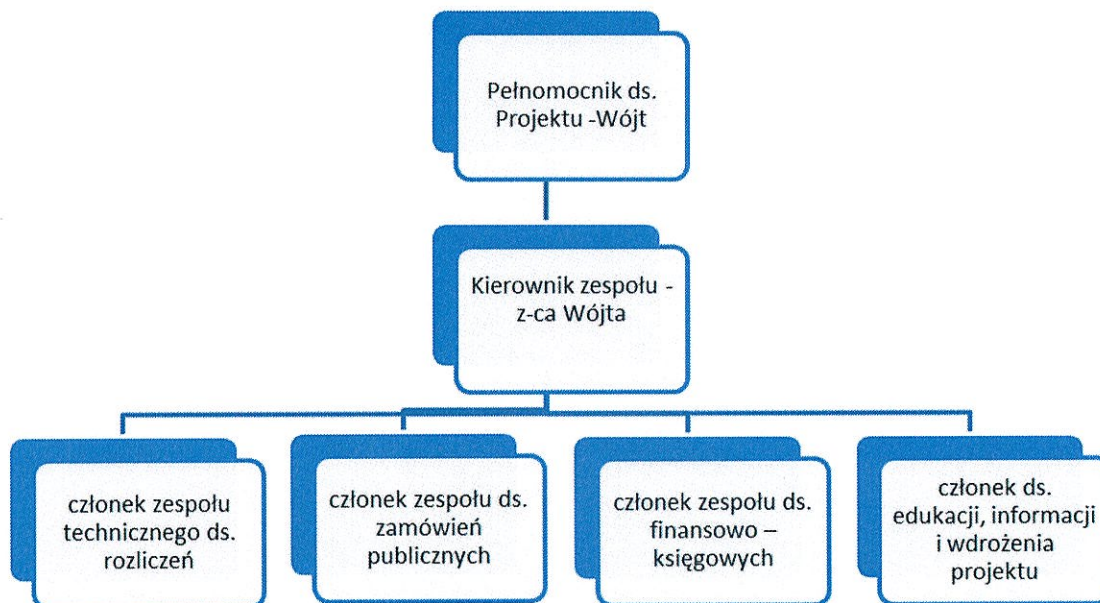 Pełnomocnik ds.
Projektu -Wójt
Kierownik zespołu -
z-ca Wójta
członek zespołu
technicznego ds.
rozliczeń
członek zespołu ds.
zamówień
publicznych
członek zespołu ds.
finansowo –
księgowych
członek ds.
edukacji, informacji
i wdrożenia
projektu